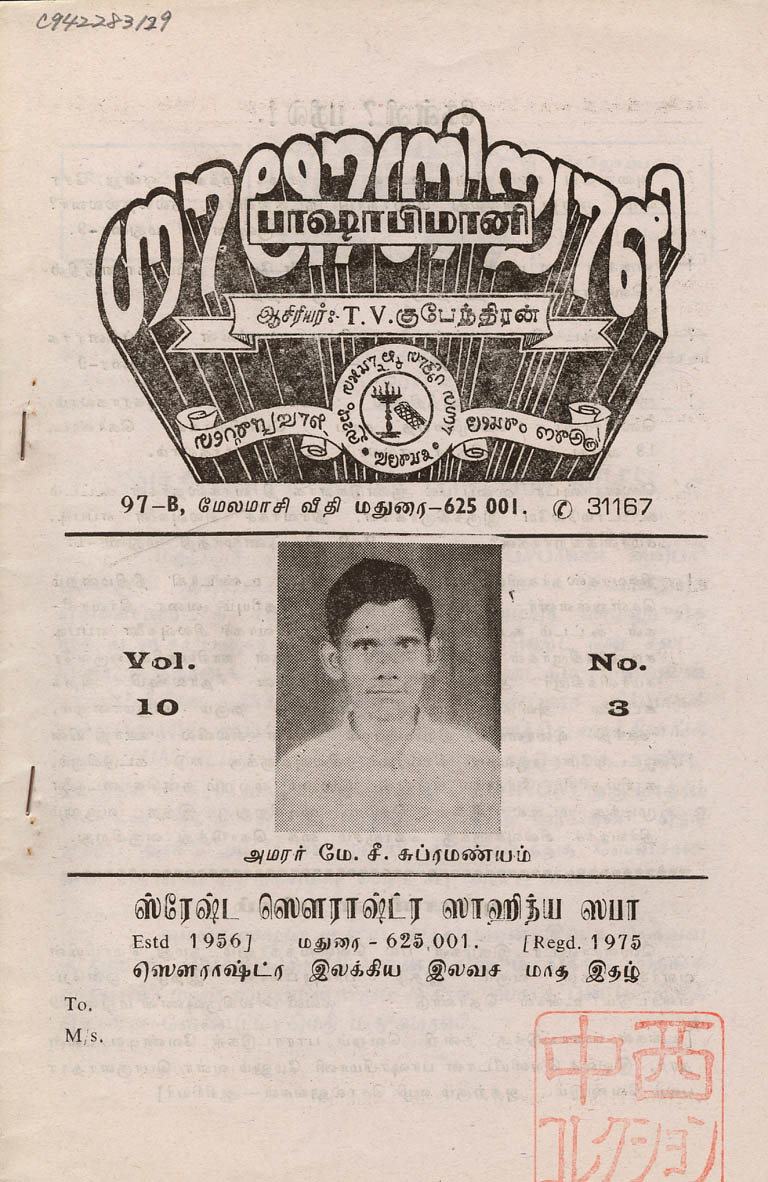 C942283/29
பாஷாபிமானி
ஆசிரியர்:- T.V.குபேந்திரன்
97-B, மேலமாசி வீதி மதுரை-625 001. ✆ 31167
Vol.
10
No.
3
அமரர் மே. சீ. சுப்ரமண்யம்
ஸ்ரேஷ்ட ஸௌராஷ்ட்ர ஸாஹித்ய ஸபா
Estd 1956] மதுரை - 625,001. [Regd. 1975
ஸௌராஷ்ட்ர இலக்கிய இலவச மாத இதழ்
To.
M/s.
中西
コレクション